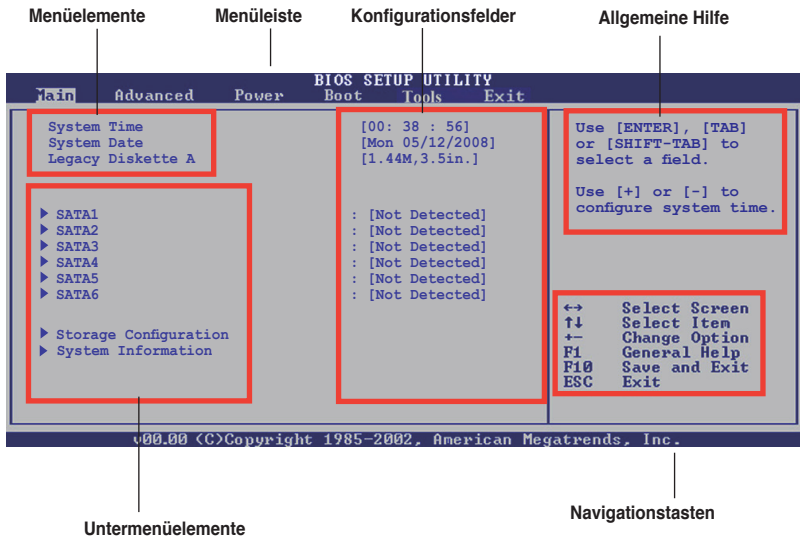 Menüelemente Menüleiste Konfigurationsfelder Allgemeine Hilfe
BIOS SETUP UTILITY
Main Advanced Power Boot Tools Exit
System Time [00: 38 : 56]
System Date [Mon 05/12/2008]
Legacy Diskette A [1.44M,3.5in.]
SATA1 : [Not Detected]
SATA2 : [Not Detected]
SATA3 : [Not Detected]
SATA4 : [Not Detected]
SATA5 : [Not Detected]
SATA6 : [Not Detected]
Storage Configuration
System Information
Use [ENTER], [TAB]
or [SHIFT-TAB] to
select a field.
Use [+] or [-] to
configure system time.
←→ Select Screen
↑↓ Select Item
+- Change Option
F1 General Help
F10 Save and Exit
ESC Exit
v00.00 (C)Copyright 1985-2002, American Megatrends, Inc.
Untermenüelemente
Navigationstasten